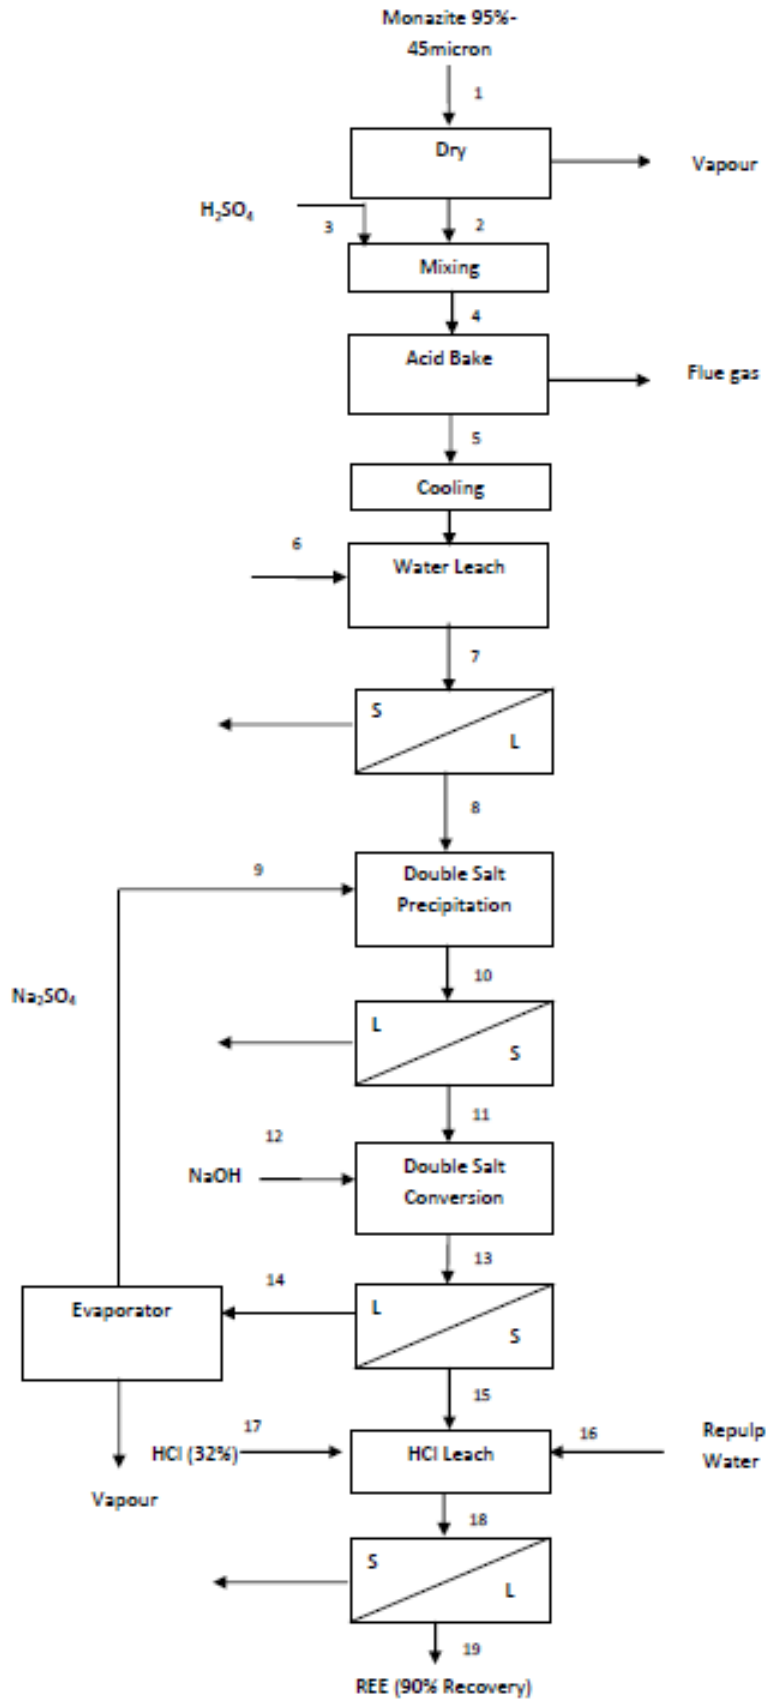 Monazite 95%-
45micron
1
Dry
Vapour
H₂SO₄
3
2
Mixing
4
Acid Bake
Flue gas
5
Cooling
6
Water Leach
7
S
L
8
9
Double Salt
Precipitation
Na₂SO₄
10
L
S
11
12
NaOH
Double Salt
Conversion
13
14
Evaporator
L
S
15
17
HCl (32%)
HCl Leach
16
Repulp
Water
Vapour
18
S
L
19
REE (90% Recovery)